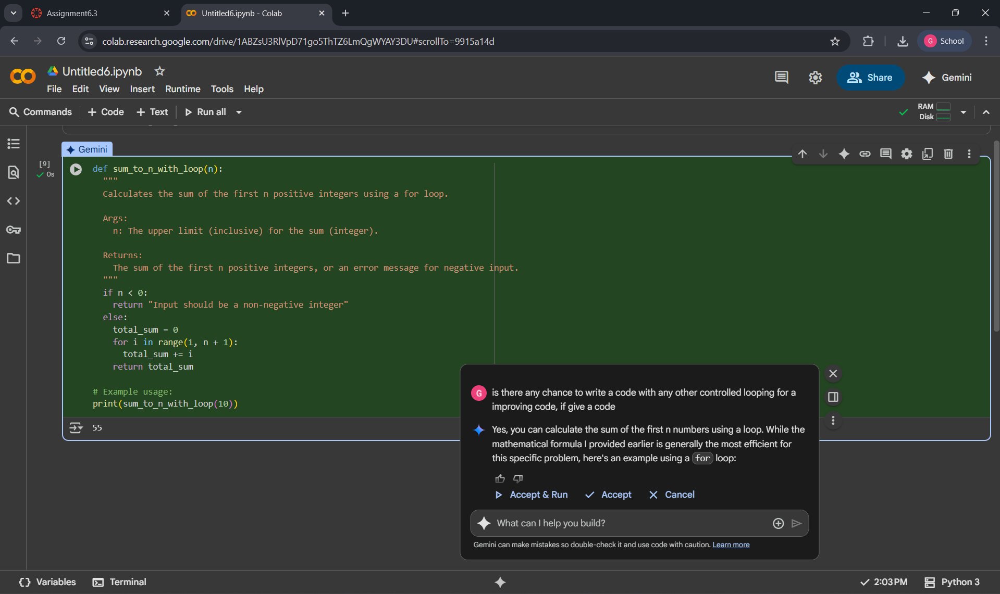 Assignment6.3
Untitled6.ipynb - Colab
colab.research.google.com/drive/1ABZsU3RlVpD71go5ThTZ6LmQgWYAY3DU#scrollTo=9915a14d
G School
Untitled6.ipynb
File Edit View Insert Runtime Tools Help
Share
Gemini
Commands + Code + Text Run all
RAM
Disk
Gemini
[9]
0s
def sum_to_n_with_loop(n):
"""
Calculates the sum of the first n positive integers using a for loop.
Args:
n: The upper limit (inclusive) for the sum (integer).
Returns:
The sum of the first n positive integers, or an error message for negative input.
"""
if n < 0:
return "Input should be a non-negative integer"
else:
total_sum = 0
for i in range(1, n + 1):
total_sum += i
return total_sum
# Example usage:
print(sum_to_n_with_loop(10))
55
G is there any chance to write a code with any other controlled looping for a
improving code, if give a code
Yes, you can calculate the sum of the first n numbers using a loop. While the
mathematical formula I provided earlier is generally the most efficient for
this specific problem, here's an example using a for loop:
Accept & Run Accept Cancel
What can I help you build?
Gemini can make mistakes so double-check it and use code with caution. Learn more
{} Variables Terminal
2:03 PM Python 3